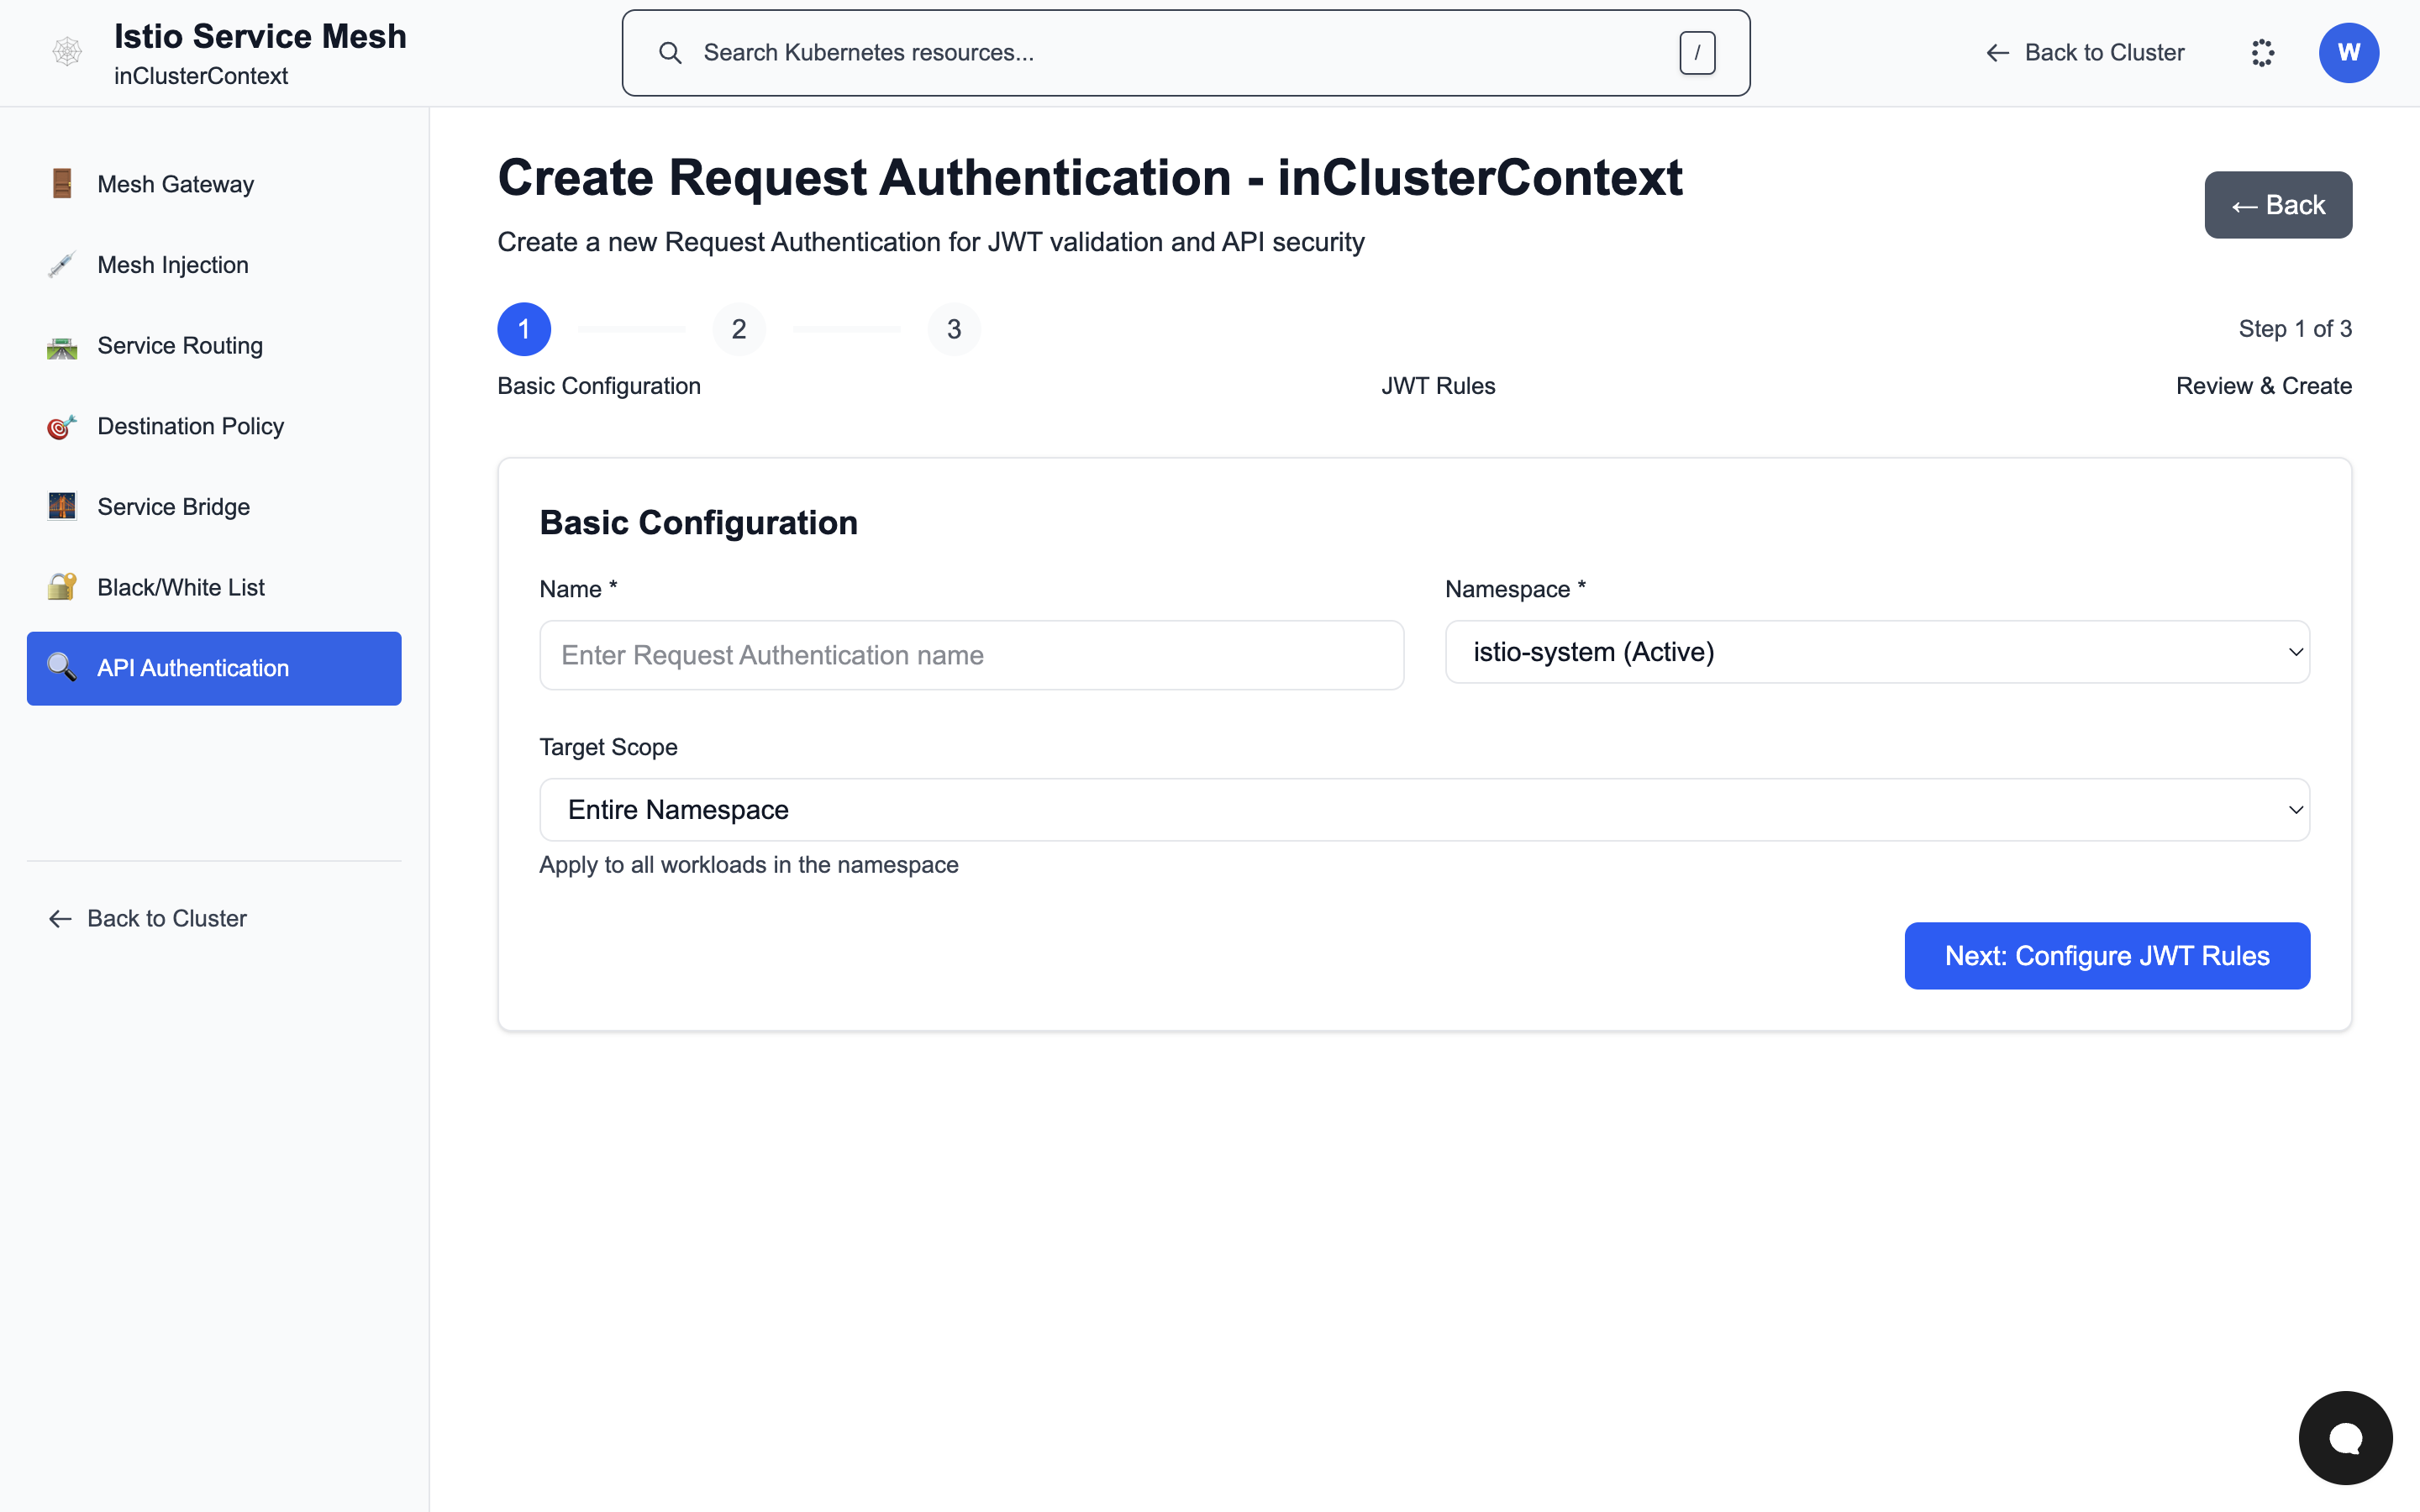 Istio Service Mesh
inClusterContext
Search Kubernetes resources...
/
Back to Cluster
W
Mesh Gateway
Mesh Injection
Service Routing
Destination Policy
Service Bridge
Black/White List
API Authentication
Back to Cluster
Create Request Authentication - inClusterContext
Create a new Request Authentication for JWT validation and API security
← Back
1
2
3
Step 1 of 3
Basic Configuration
JWT Rules
Review & Create
Basic Configuration
Name *
Enter Request Authentication name
Namespace *
istio-system (Active)
Target Scope
Entire Namespace
Apply to all workloads in the namespace
Next: Configure JWT Rules